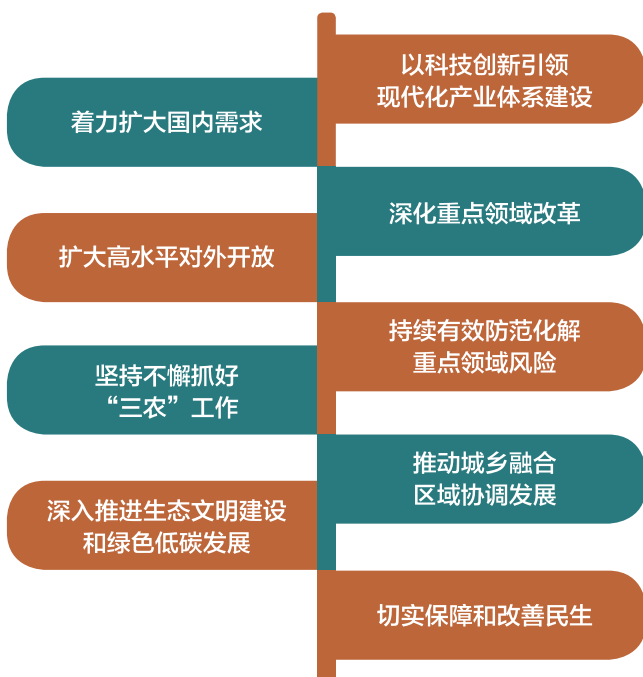 以科技创新引领
现代化产业体系建设
着力扩大国内需求
深化重点领域改革
扩大高水平对外开放
持续有效防范化解
重点领域风险
坚持不懈抓好
“三农”工作
推动城乡融合
区域协调发展
深入推进生态文明建设
和绿色低碳发展
切实保障和改善民生